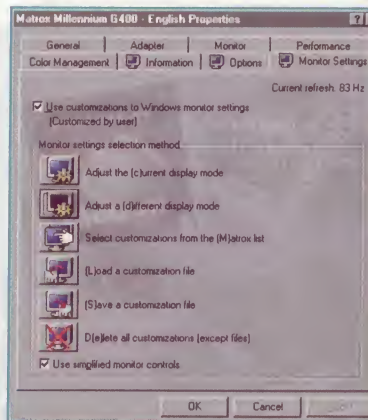 Matrox Millennium G400 - English Properties
General Adapter Monitor Performance
Color Management Information Options Monitor Settings
Current refresh: 83 Hz
Use customizations to Windows monitor settings
(Customized by user)
Monitor settings selection method
Adjust the (c)urrent display mode
Adjust a (d)ifferent display mode
Select customizations from the (M)atrox list
(L)oad a customization file
(S)ave a customization file
D(e)lete all customizations (except files)
Use simplified monitor controls
OK Cancel